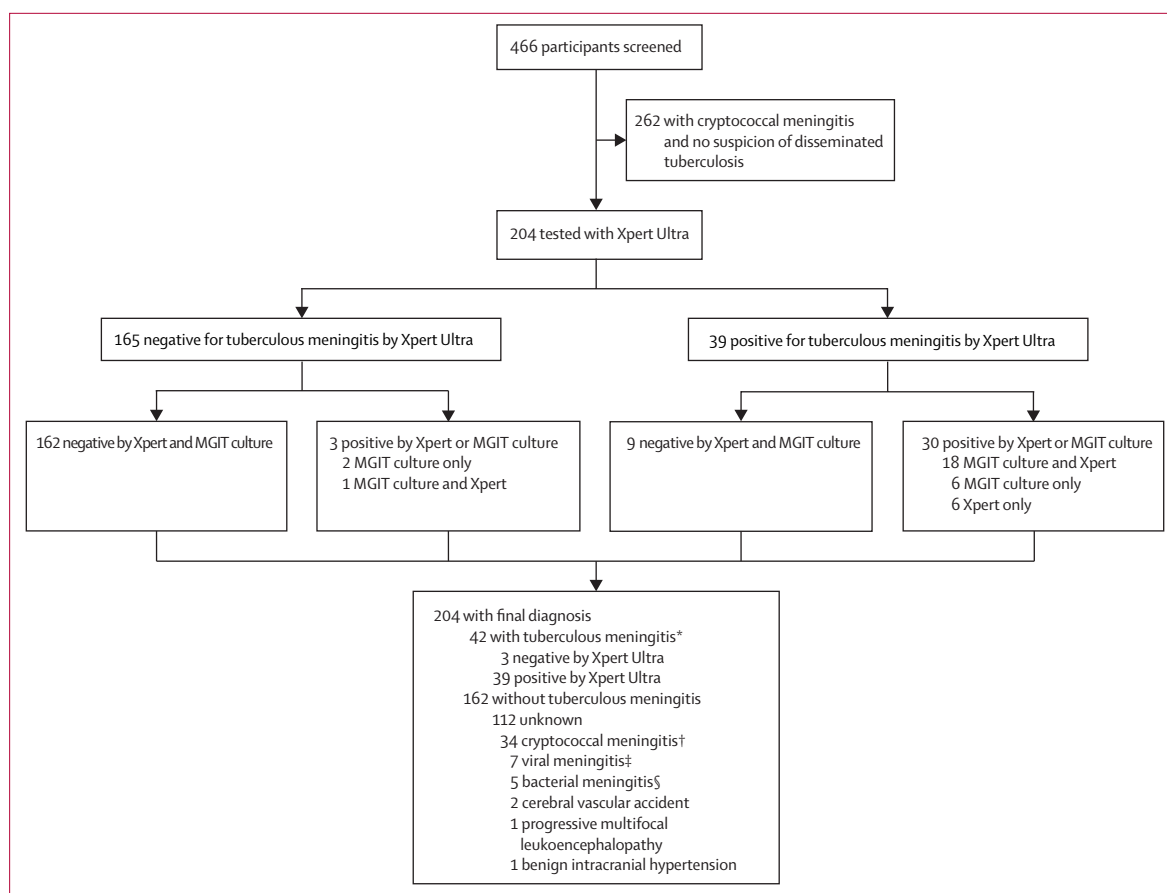 466 participants screened
262 with cryptococcal meningitis
and no suspicion of disseminated
tuberculosis
204 tested with Xpert Ultra
165 negative for tuberculous meningitis by Xpert Ultra
39 positive for tuberculous meningitis by Xpert Ultra
162 negative by Xpert and MGIT culture
3 positive by Xpert or MGIT culture
2 MGIT culture only
1 MGIT culture and Xpert
9 negative by Xpert and MGIT culture
30 positive by Xpert or MGIT culture
18 MGIT culture and Xpert
6 MGIT culture only
6 Xpert only
204 with final diagnosis
42 with tuberculous meningitis*
3 negative by Xpert Ultra
39 positive by Xpert Ultra
162 without tuberculous meningitis
112 unknown
34 cryptococcal meningitis†
7 viral meningitis‡
5 bacterial meningitis§
2 cerebral vascular accident
1 progressive multifocal
leukoencephalopathy
1 benign intracranial hypertension